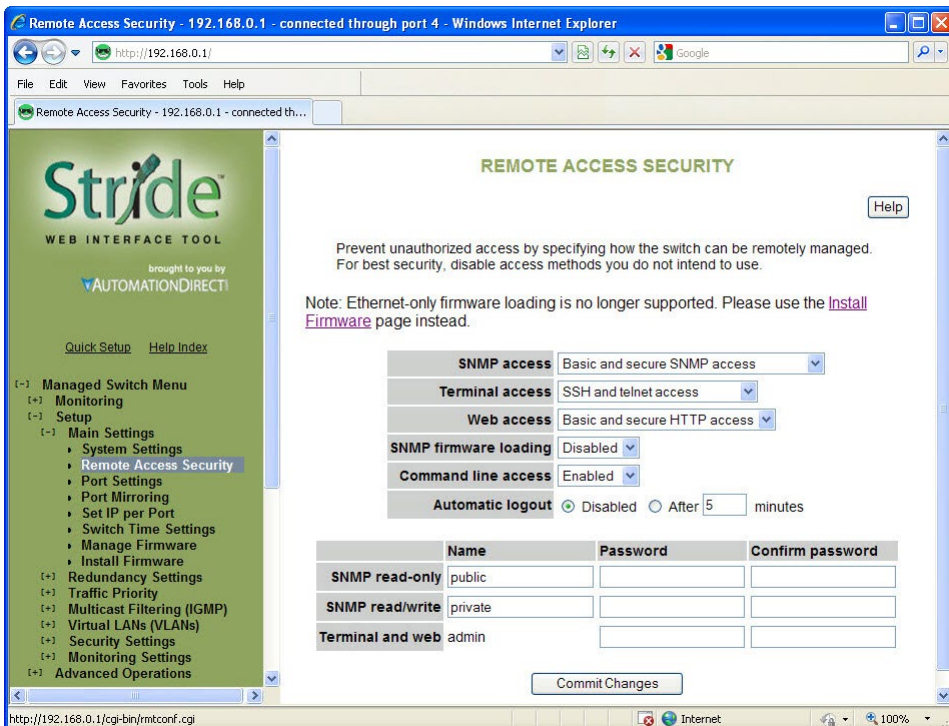 Remote Access Security - 192.168.0.1 - connected through port 4 - Windows Internet Explorer
http://192.168.0.1/
Google
File Edit View Favorites Tools Help
Remote Access Security - 192.168.0.1 - connected th...
Stride™
WEB INTERFACE TOOL
brought to you by
AUTOMATIONDIRECT
Quick Setup Help Index
[-] Managed Switch Menu
[+] Monitoring
[-] Setup
[-] Main Settings
System Settings
Remote Access Security
Port Settings
Port Mirroring
Set IP per Port
Switch Time Settings
Manage Firmware
Install Firmware
[+] Redundancy Settings
[+] Traffic Priority
[+] Multicast Filtering (IGMP)
[+] Virtual LANs (VLANs)
[+] Security Settings
[+] Monitoring Settings
[+] Advanced Operations
REMOTE ACCESS SECURITY
Help
Prevent unauthorized access by specifying how the switch can be remotely managed.
For best security, disable access methods you do not intend to use.
Note: Ethernet-only firmware loading is no longer supported. Please use the Install
Firmware page instead.
SNMP access Basic and secure SNMP access
Terminal access SSH and telnet access
Web access Basic and secure HTTP access
SNMP firmware loading Disabled
Command line access Enabled
Automatic logout Disabled After 5 minutes
Name Password Confirm password
SNMP read-only public
SNMP read/write private
Terminal and web admin
Commit Changes
http://192.168.0.1/cgi-bin/rmtconf.cgi
Internet
100%